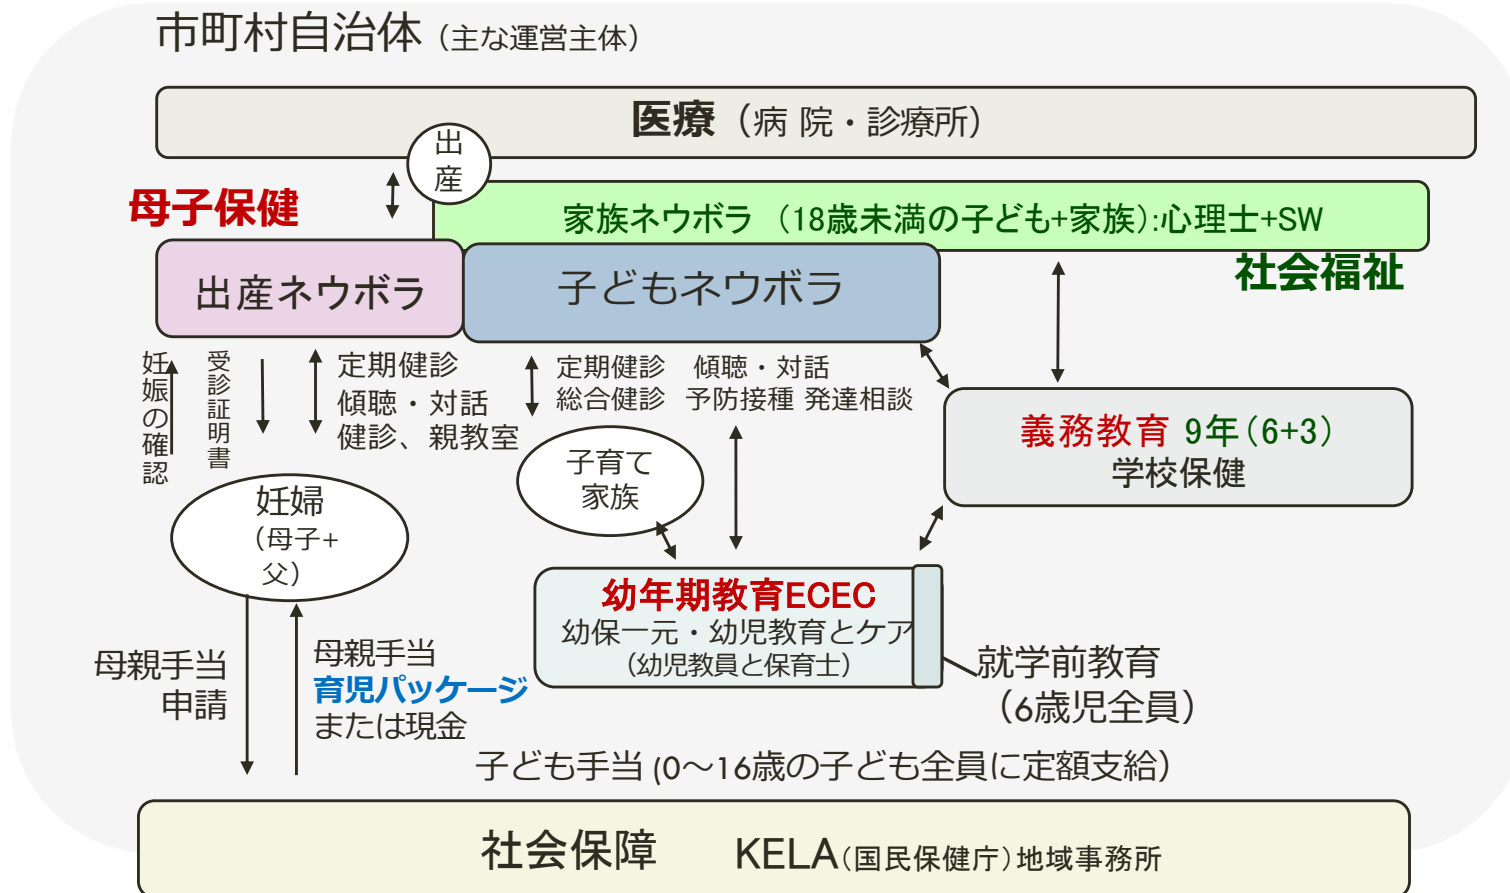 市町村自治体（主な運営主体）
医療（病 院・診療所）
出
産
母子保健
家族ネウボラ （18歳未満の子ども+家族）:心理士+SW
社会福祉
出産ネウボラ
子どもネウボラ
妊娠の確認
受診証明書
定期健診
傾聴・対話
健診、親教室
定期健診 傾聴・対話
総合健診 予防接種 発達相談
義務教育 9年（6+3）
学校保健
子育て
家族
妊婦
（母子+
父）
幼年期教育ECEC
幼保一元・幼児教育とケア
（幼児教員と保育士）
就学前教育
（6歳児全員）
母親手当
申請
母親手当
育児パッケージ
または現金
子ども手当 (0～16歳の子ども全員に定額支給）
社会保障 KELA（国民保健庁）地域事務所